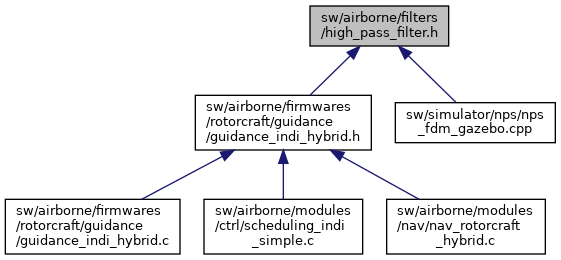 sw/airborne/filters
/high_pass_filter.h
sw/airborne/firmwares
/rotorcraft/guidance
/guidance_indi_hybrid.h
sw/simulator/nps/nps
_fdm_gazebo.cpp
sw/airborne/firmwares
/rotorcraft/guidance
/guidance_indi_hybrid.c
sw/airborne/modules
/ctrl/scheduling_indi
_simple.c
sw/airborne/modules
/nav/nav_rotorcraft
_hybrid.c